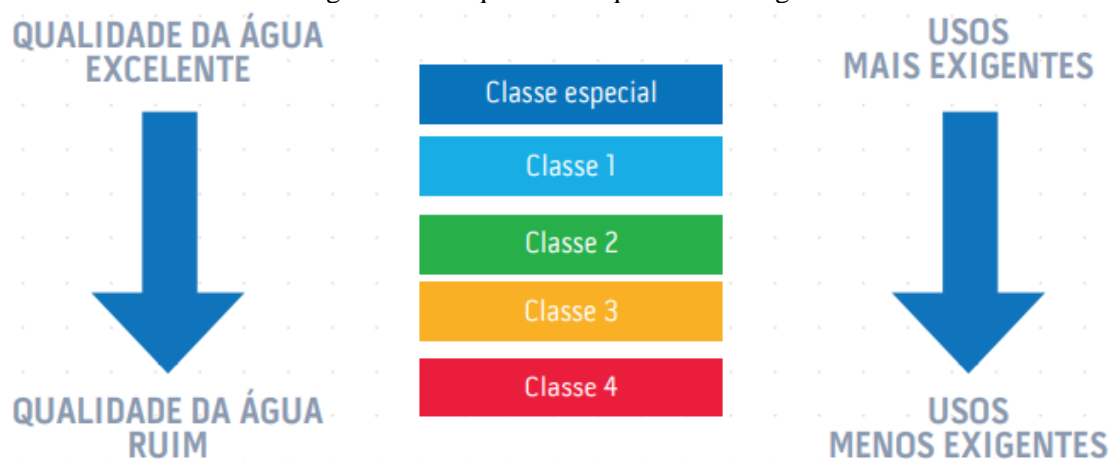 QUALIDADE DA ÁGUA
EXCELENTE
USOS
MAIS EXIGENTES
Classe especial
Classe 1
Classe 2
Classe 3
Classe 4
QUALIDADE DA ÁGUA
RUIM
USOS
MENOS EXIGENTES